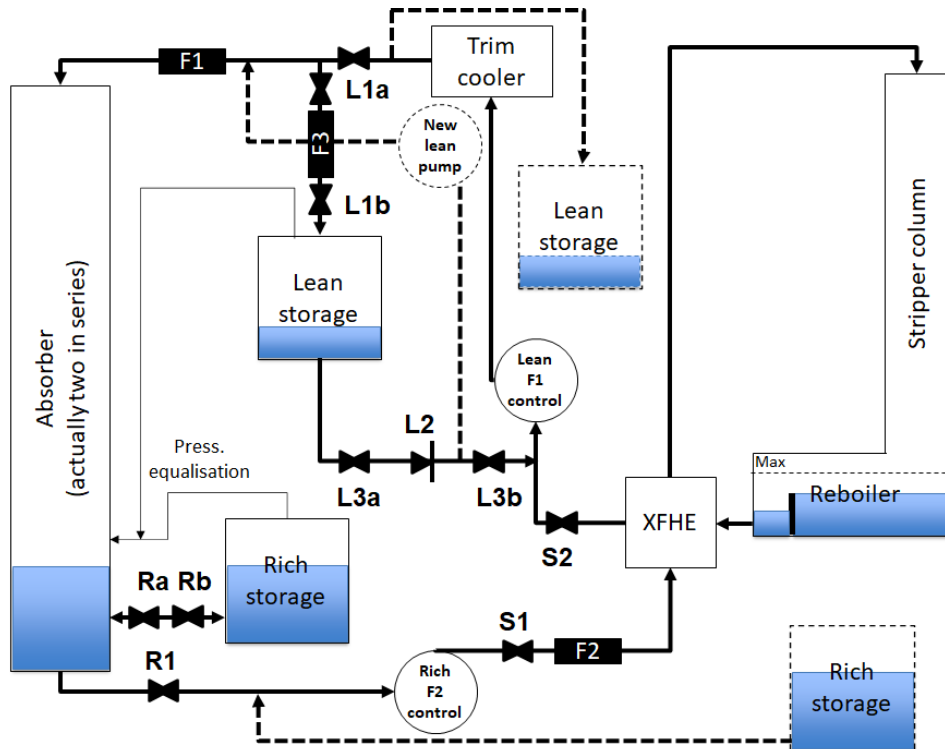 F1
L1a
Trim
cooler
F3
New
lean
pump
L1b
Lean
storage
Lean
storage
Absorber
(actually two in series)
Stripper column
Lean
F1
control
L2
Press.
equalisation
L3a
L3b
Max
Reboiler
XFHE
S2
Ra
Rb
Rich
storage
S1
F2
R1
Rich
F2
control
Rich
storage